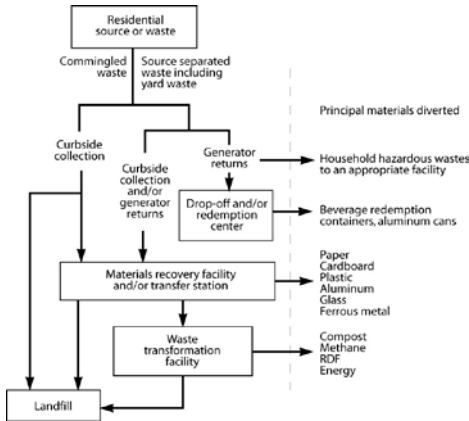 Residential
source or waste
Commingled
waste
Source separated
waste including
yard waste
Principal materials diverted
Curbside
collection
Curbside
collection
and/or
generator
returns
Generator
returns
Household hazardous wastes
to an appropriate facility
Drop-off and/or
redemption
center
Beverage redemption
containers, aluminum cans
Materials recovery facility
and/or transfer station
Paper
Cardboard
Plastic
Aluminum
Glass
Ferrous metal
Waste
transformation
facility
Compost
Methane
RDF
Energy
Landfill